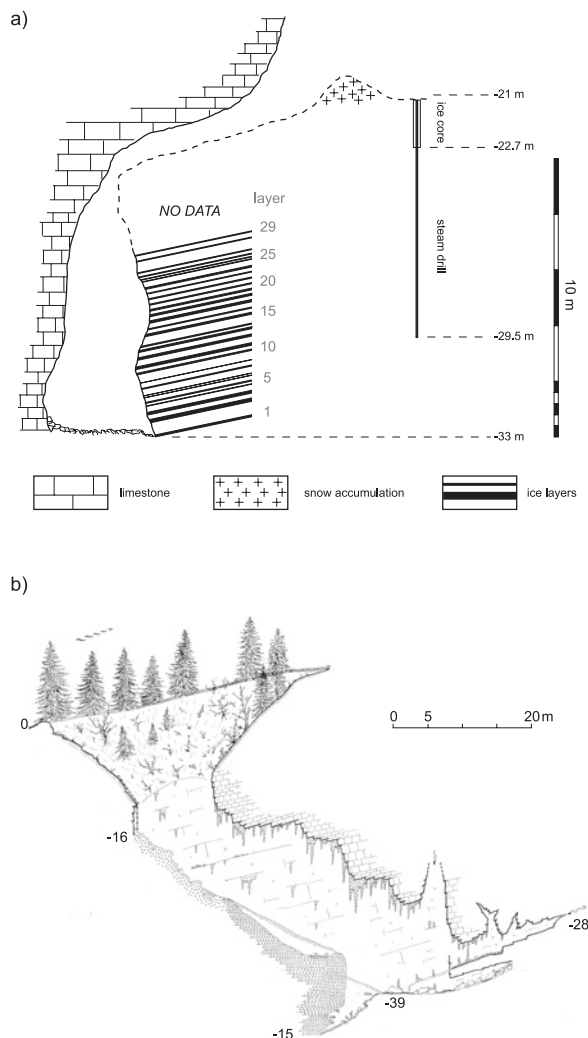 a)
-21 m
ice core
-22.7 m
NO DATA
layer
29
25
20
15
10
5
1
steam drill
10 m
-29.5 m
-33 m
limestone
snow accumulation
ice layers
b)
0
0 5 20 m
-16
-28
-39
-15